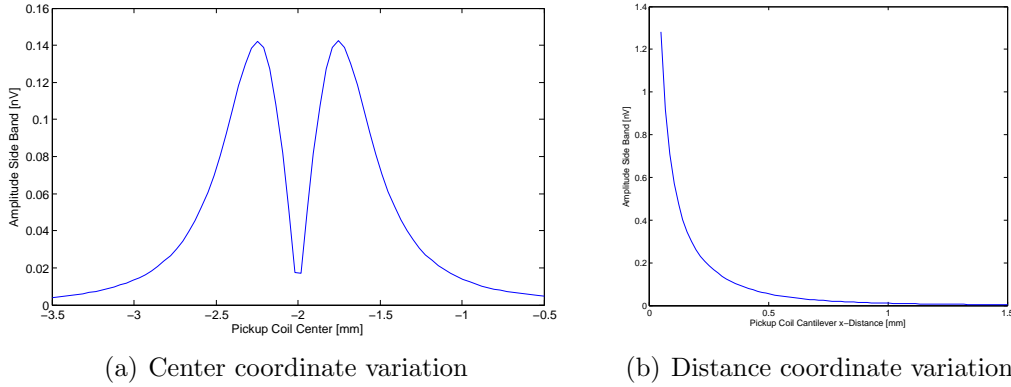 0.16
0.14
0.12
0.1
0.08
0.06
0.04
0.02
0
Amplitude Side Band [nV]
−3.5 −3 −2.5 −2 −1.5 −1 −0.5
Pickup Coil Center [mm]
(a) Center coordinate variation
1.4
1.2
1
0.8
0.6
0.4
0.2
0
Amplitude Side Band [nV]
0 0.5 1 1.5
Pickup Coil Cantilever x−Distance [mm]
(b) Distance coordinate variation